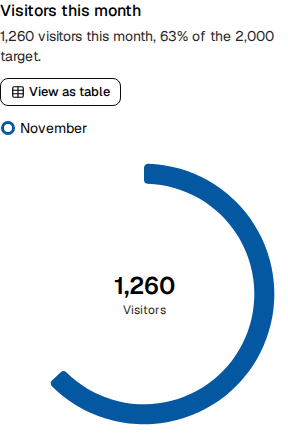 Visitors this month
1,260 visitors this month, 63% of the 2,000
target.
View as table
November
1,260
Visitors